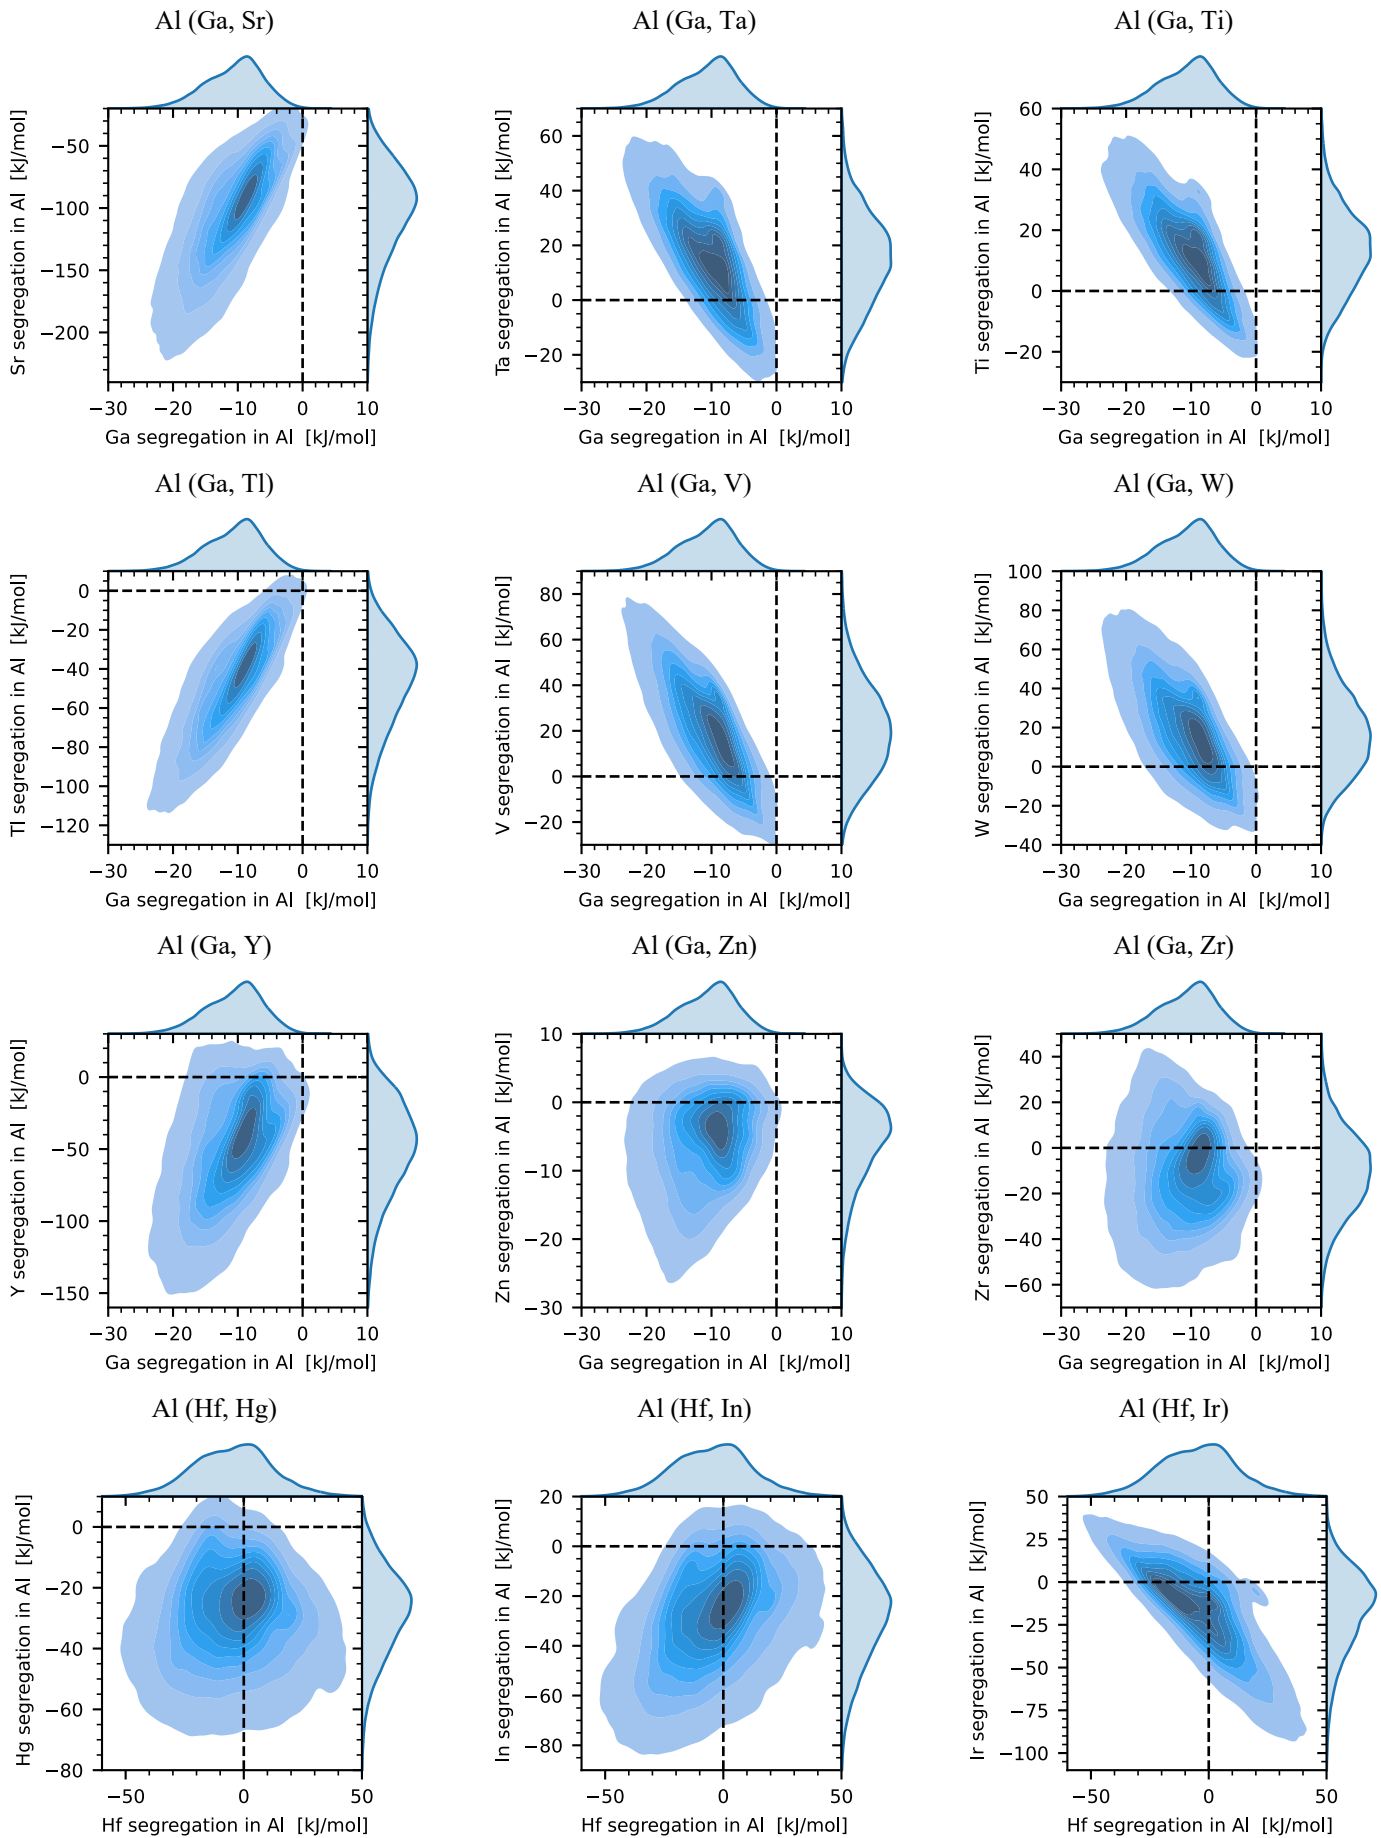 Al (Ga, Sr)
Al (Ga, Ta)
Al (Ga, Ti)
Sr segregation in Al [kJ/mol]
−50
−100
−150
−200
−30 −20 −10 0 10
Ga segregation in Al [kJ/mol]
Ta segregation in Al [kJ/mol]
60
40
20
0
−20
−30 −20 −10 0 10
Ga segregation in Al [kJ/mol]
Ti segregation in Al [kJ/mol]
60
40
20
0
−20
−30 −20 −10 0 10
Ga segregation in Al [kJ/mol]
Al (Ga, Tl)
Al (Ga, V)
Al (Ga, W)
Tl segregation in Al [kJ/mol]
0
−20
−40
−60
−80
−100
−120
−30 −20 −10 0 10
Ga segregation in Al [kJ/mol]
V segregation in Al [kJ/mol]
80
60
40
20
0
−20
−30 −20 −10 0 10
Ga segregation in Al [kJ/mol]
W segregation in Al [kJ/mol]
100
80
60
40
20
0
−20
−40
−30 −20 −10 0 10
Ga segregation in Al [kJ/mol]
Al (Ga, Y)
Al (Ga, Zn)
Al (Ga, Zr)
Y segregation in Al [kJ/mol]
0
−50
−100
−150
−30 −20 −10 0 10
Ga segregation in Al [kJ/mol]
Zn segregation in Al [kJ/mol]
10
0
−10
−20
−30
−30 −20 −10 0 10
Ga segregation in Al [kJ/mol]
Zr segregation in Al [kJ/mol]
40
20
0
−20
−40
−60
−30 −20 −10 0 10
Ga segregation in Al [kJ/mol]
Al (Hf, Hg)
Al (Hf, In)
Al (Hf, Ir)
Hg segregation in Al [kJ/mol]
0
−20
−40
−60
−80
−50 0 50
Hf segregation in Al [kJ/mol]
In segregation in Al [kJ/mol]
20
0
−20
−40
−60
−80
−50 0 50
Hf segregation in Al [kJ/mol]
Ir segregation in Al [kJ/mol]
50
25
0
−25
−50
−75
−100
−50 0 50
Hf segregation in Al [kJ/mol]